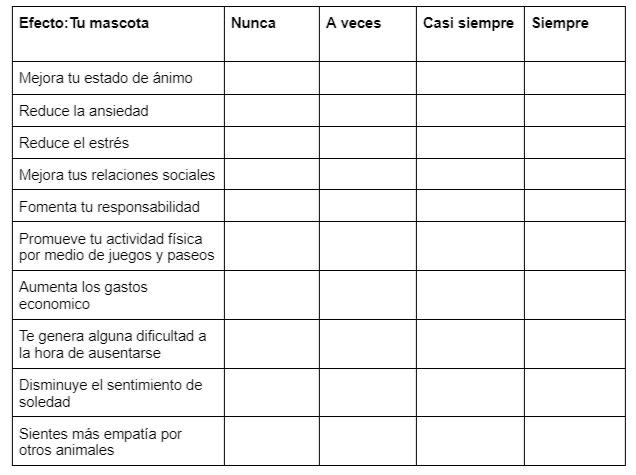 Efecto:Tu mascota Nunca A veces Casi siempre Siempre
Mejora tu estado de ánimo
Reduce la ansiedad
Reduce el estrés
Mejora tus relaciones sociales
Fomenta tu responsabilidad
Promueve tu actividad física
por medio de juegos y paseos
Aumenta los gastos
economico
Te genera alguna dificultad a
la hora de ausentarse
Disminuye el sentimiento de
soledad
Sientes más empatía por
otros animales